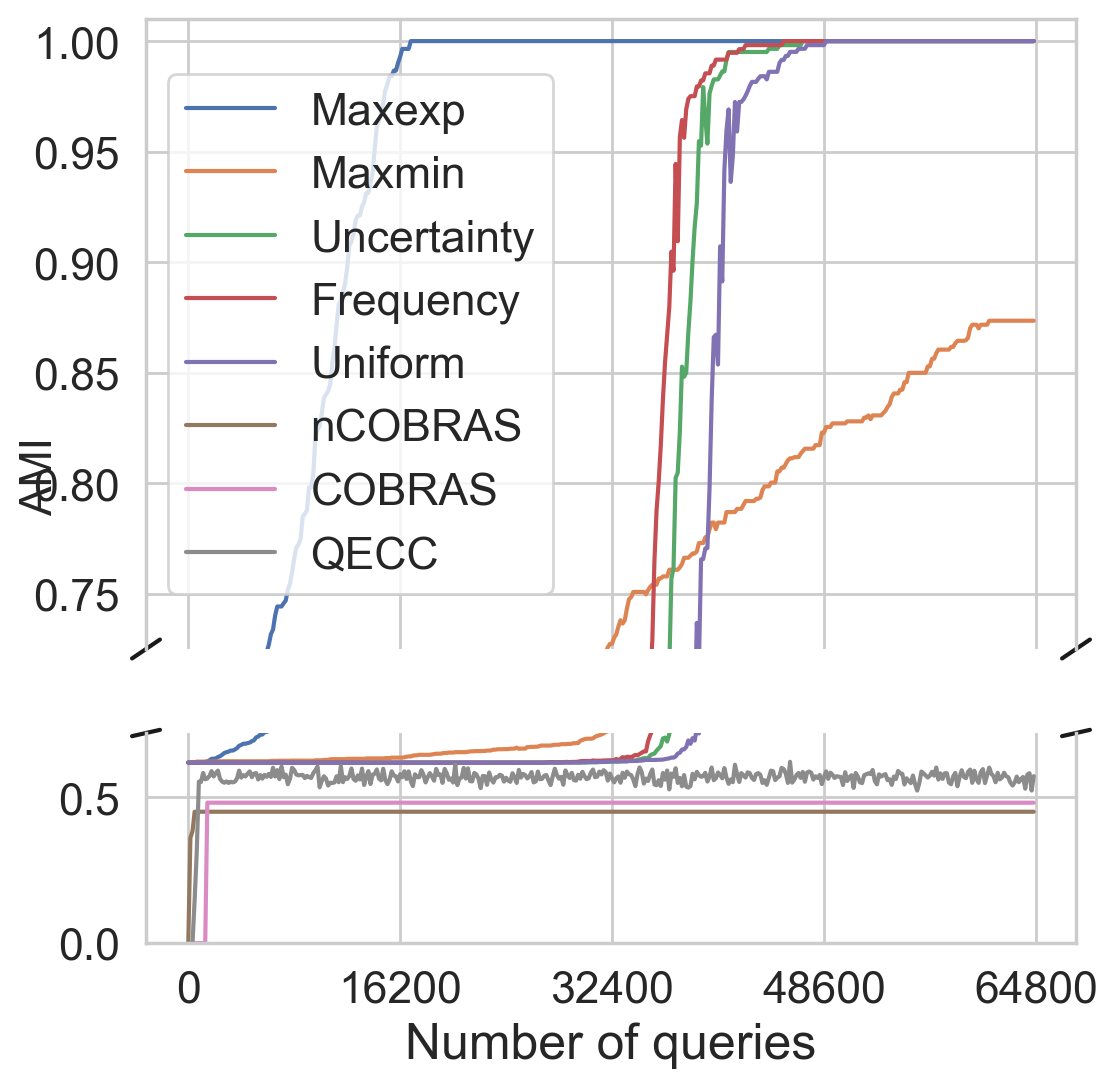 1.00
0.95
0.90
0.85
0.80
0.75
AMI
Maxexp
Maxmin
Uncertainty
Frequency
Uniform
nCOBRAS
COBRAS
QECC
0.5
0.0
0 16200 32400 48600 64800
Number of queries